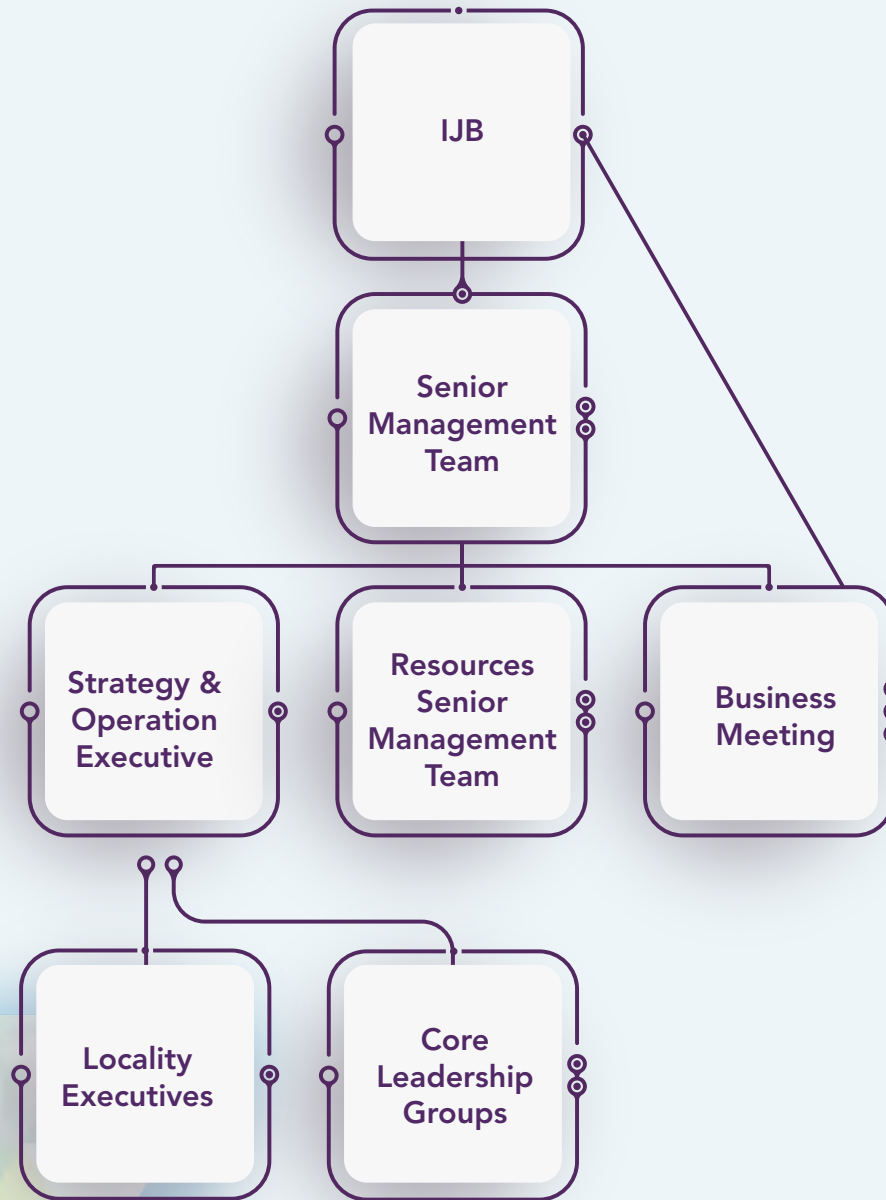 IJB
Senior
Management
Team
Strategy &
Operation
Executive
Resources
Senior
Management
Team
Business
Meeting
Locality
Executives
Core
Leadership
Groups